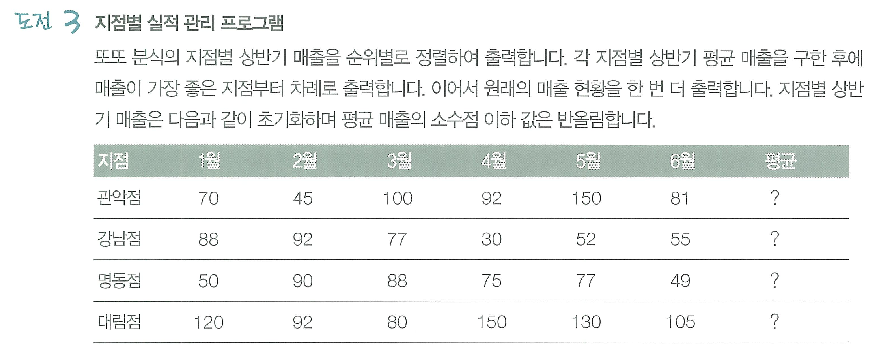 도전 3 지점별 실적 관리 프로그램
또또 분식의 지점별 상반기 매출을 순위별로 정렬하여 출력합니다. 각 지점별 상반기 평균 매출을 구한 후에
매출이 가장 좋은 지점부터 차례로 출력합니다. 이어서 원래의 매출 현황을 한 번 더 출력합니다. 지점별 상반
기 매출은 다음과 같이 초기화하며 평균 매출의 소수점 이하 값은 반올림합니다.
지점 1월 2월 3월 4월 5월 6월 평균
관악점 70 45 100 92 150 81 ?
강남점 88 92 77 30 52 55 ?
명동점 50 90 88 75 77 49 ?
대림점 120 92 80 150 130 105 ?